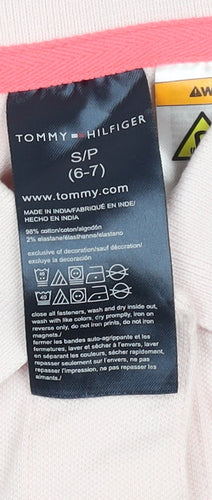 TOMMY HILFIGER
S/P
(6-7)
www.tommy.com
MADE IN INDIA/FABRIQUÉ EN INDE/
HECHO EN INDIA
98% cotton/coton/algodón
2% elastane/élasthanne/elastano
exclusive of decoration/sauf décoration/
excluye la decoración
close all fasteners, wash and dry inside out,
wash with like colors, dry promptly, iron on
reverse only, do not iron prints, do not iron
magnets./
fermer les bandes auto-agrippante et les
fermetures, laver et sécher à l'envers, laver
en séparant les couleurs, sécher rapidement,
repasser seulement à l'envers, ne pas
repasser l'impression, ne pas repasser les
aimants./